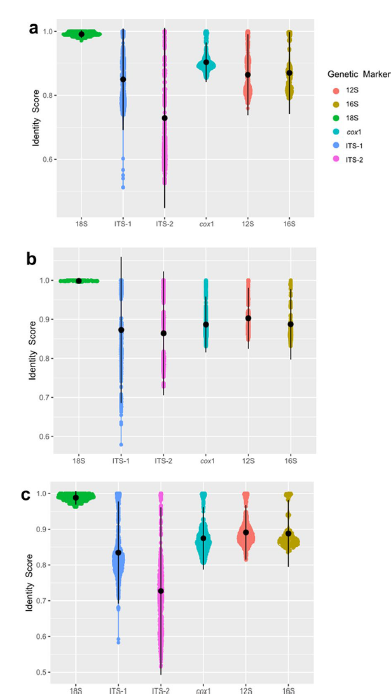 a
1.0
0.8
0.6
Identity Score
18S ITS-1 ITS-2 cox1 12S 16S
Genetic Marker
12S
16S
18S
cox1
ITS-1
ITS-2
b
1.0
0.9
0.8
0.7
0.6
Identity Score
18S ITS-1 ITS-2 cox1 12S 16S
c
1.0
0.9
0.8
0.7
0.6
0.5
Identity Score
18S ITS-1 ITS-2 cox1 12S 16S